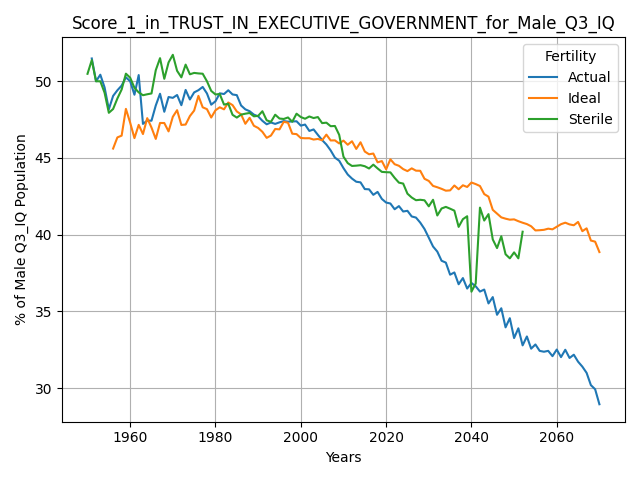 Score_1_in_TRUST_IN_EXECUTIVE_GOVERNMENT_for_Male_Q3_IQ
Fertility
Actual
Ideal
Sterile
% of Male Q3_IQ Population
50
45
40
35
30
1960
1980
2000
2020
2040
2060
Years